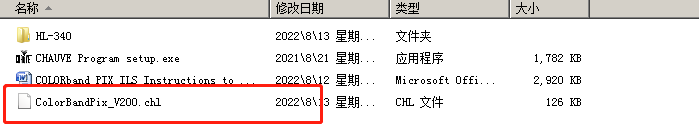 名称 修改日期 类型 大小
HL-340 2022\8\13 星期... 文件夹
CHAUVE Program setup.exe 2021\8\21 星期... 应用程序 1,782 KB
COLORband PIX ILS Instructions to ... 2022\8\12 星期... Microsoft Offi... 2,920 KB
ColorBandPix_V200.chl 2022\8\13 星期... CHL 文件 126 KB